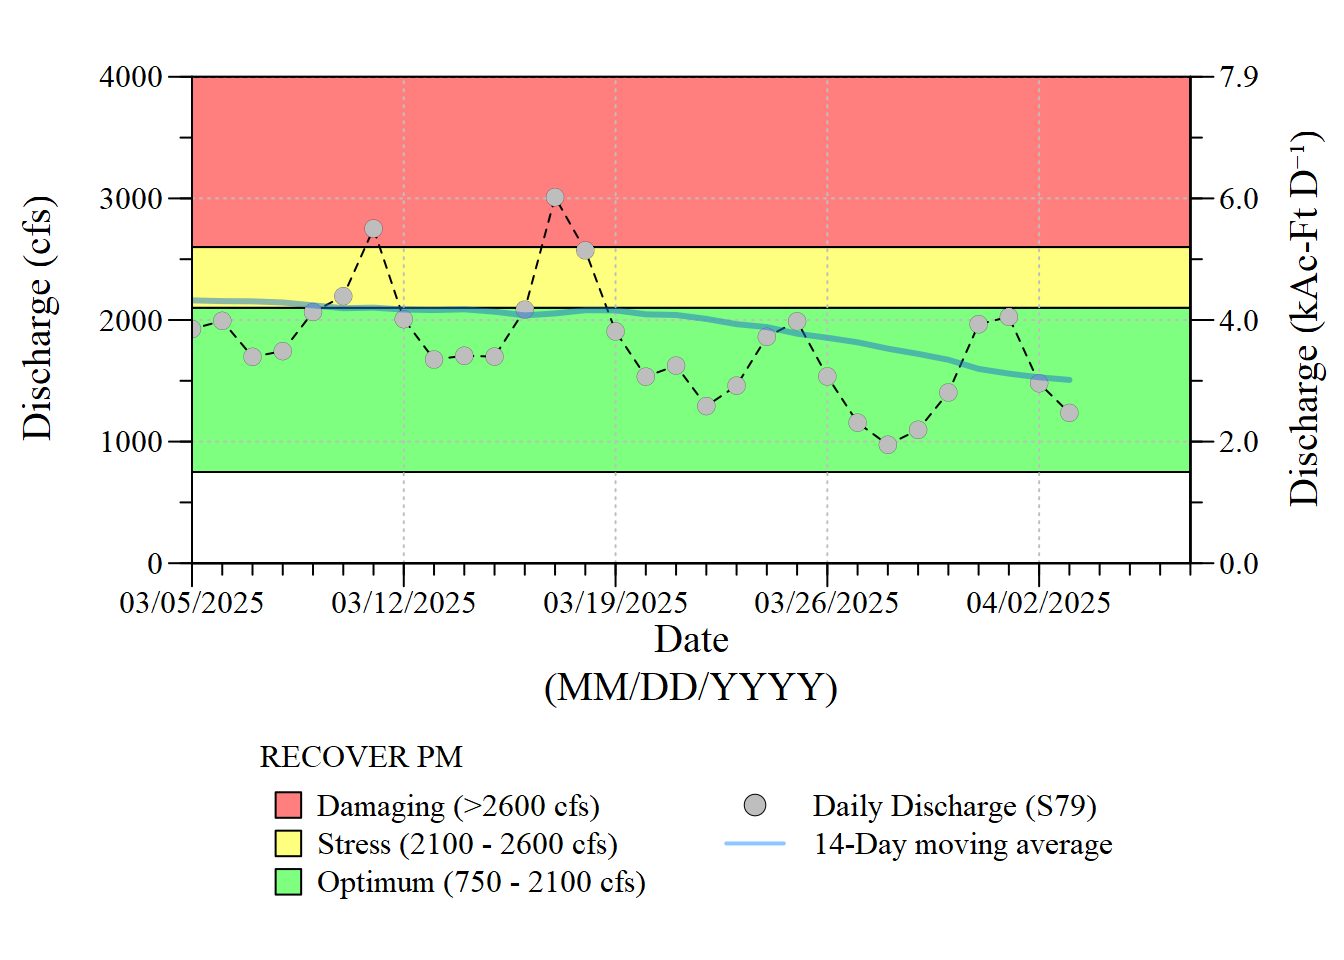 4000
3000
2000
1000
0
Discharge (cfs)
7.9
6.0
4.0
2.0
0.0
Discharge (kAc-Ft D⁻¹)
03/05/2025 03/12/2025 03/19/2025 03/26/2025 04/02/2025
Date
(MM/DD/YYYY)
RECOVER PM
Damaging (>2600 cfs)
Stress (2100 - 2600 cfs)
Optimum (750 - 2100 cfs)
Daily Discharge (S79)
14-Day moving average